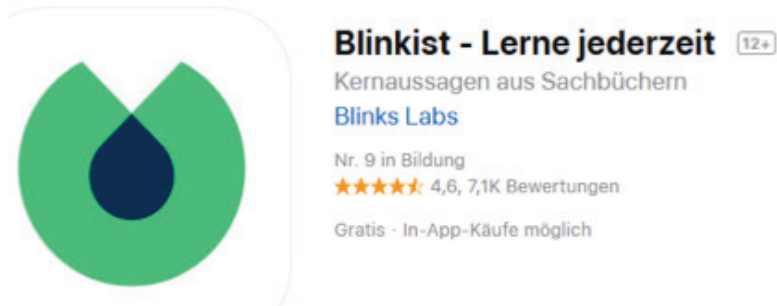 Blinkist - Lerne jederzeit 12+
Kernaussagen aus Sachbüchern
Blinks Labs
Nr. 9 in Bildung
4,6, 7,1K Bewertungen
Gratis · In-App-Käufe möglich